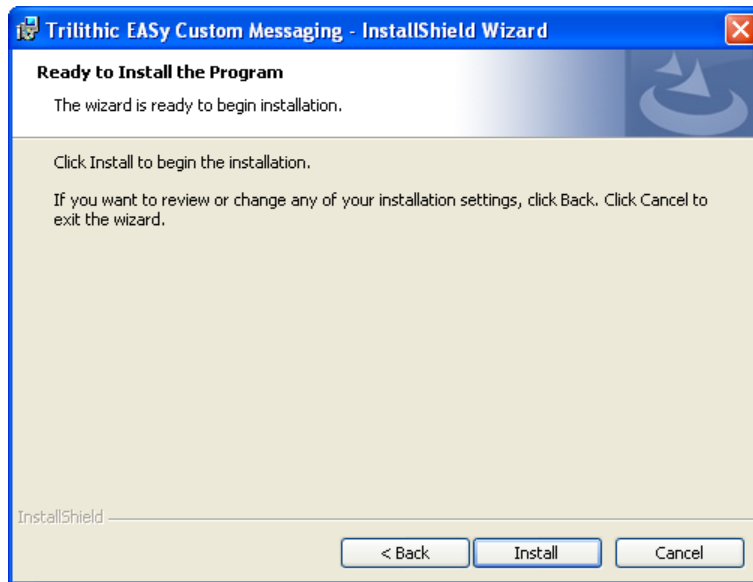 Trilithic EASy Custom Messaging - InstallShield Wizard
Ready to Install the Program
The wizard is ready to begin installation.
Click Install to begin the installation.
If you want to review or change any of your installation settings, click Back. Click Cancel to
exit the wizard.
InstallShield
< Back
Install
Cancel